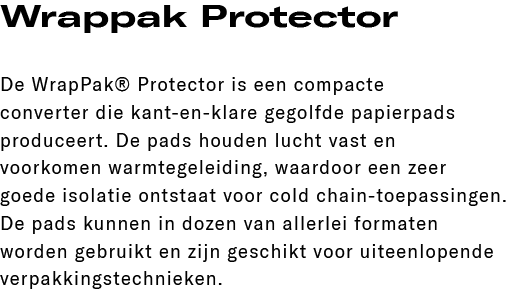 Wrappak Protector
De WrapPak® Protector is een compacte
converter die kant-en-klare gegolfde papierpads
produceert. De pads houden lucht vast en
voorkomen warmtegeleiding, waardoor een zeer
goede isolatie ontstaat voor cold chain-toepassingen.
De pads kunnen in dozen van allerlei formaten
worden gebruikt en zijn geschikt voor uiteenlopende
verpakkingstechnieken.